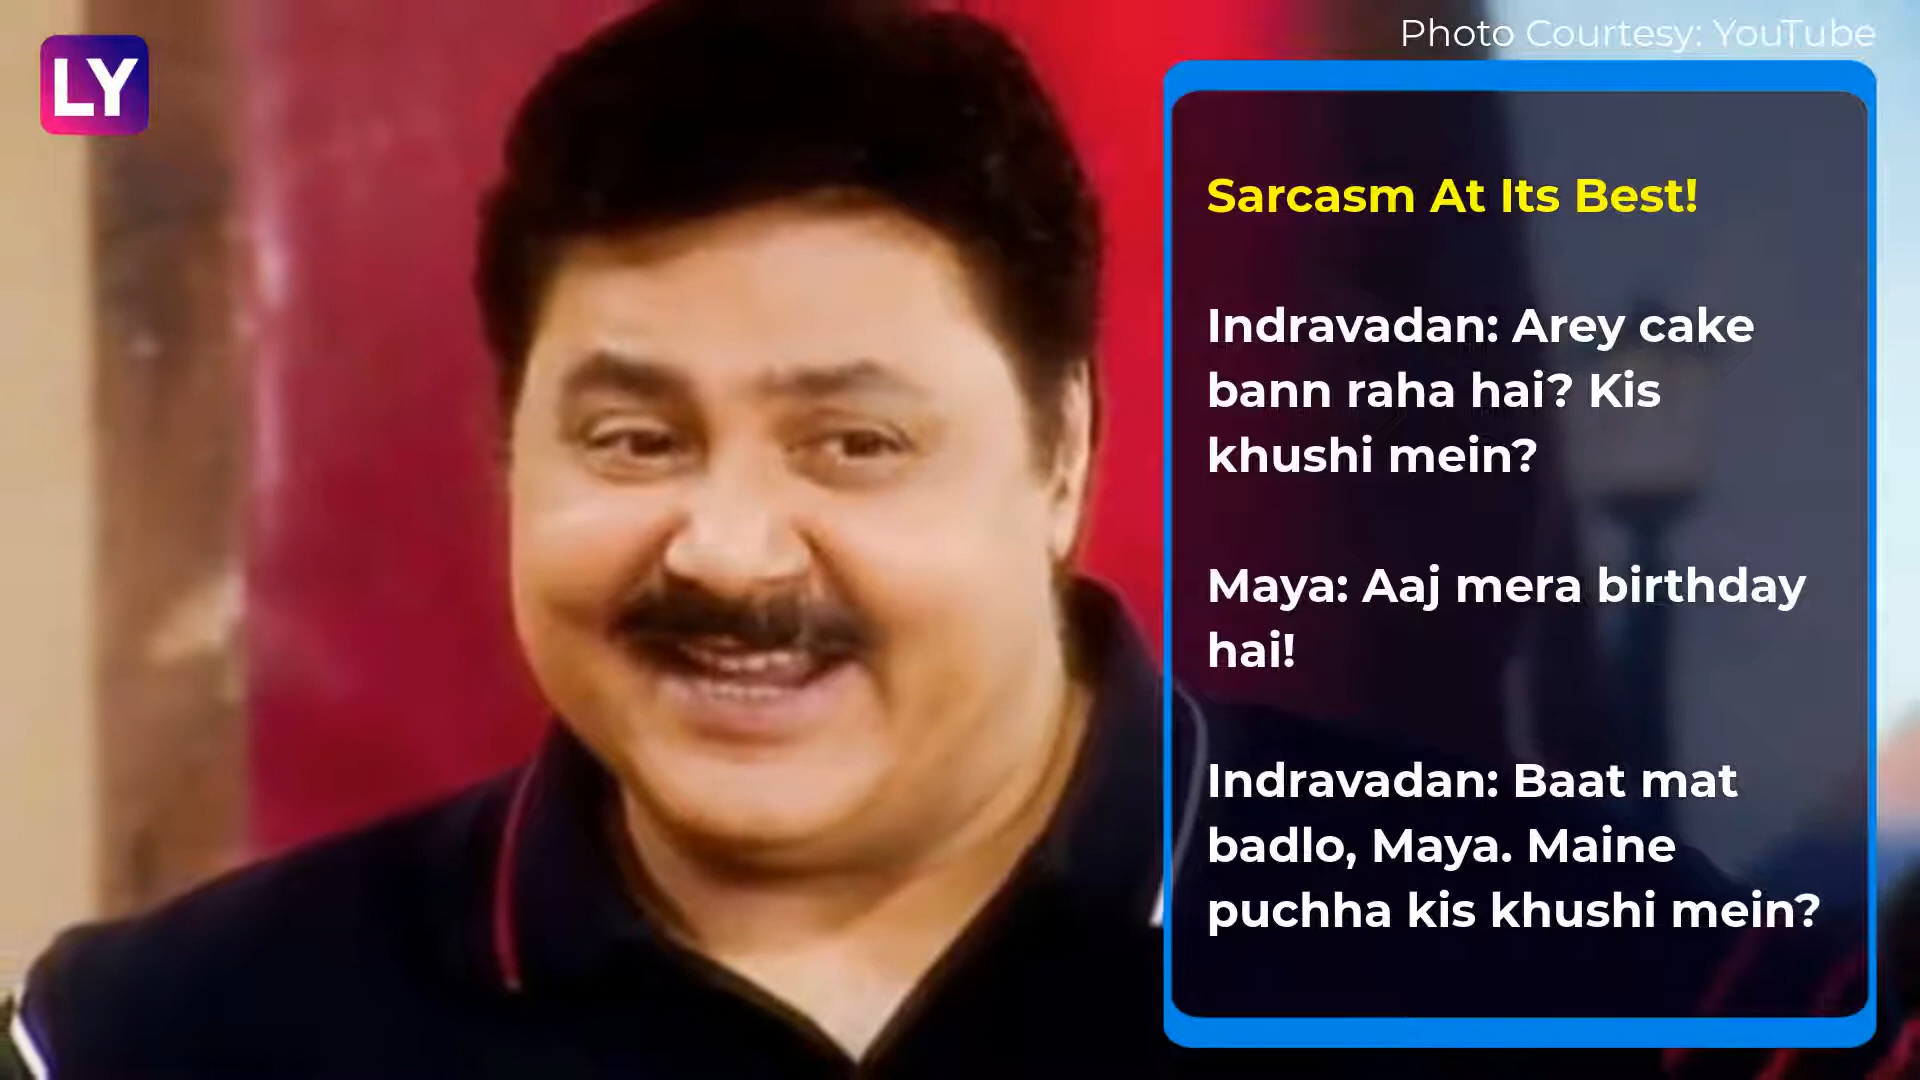 Photo Courtesy: YouTube
LY
Sarcasm At Its Best!
Indravadan: Arey cake
bann raha hai? Kis
khushi mein?
Maya: Aaj mera birthday
hai!
Indravadan: Baat mat
badlo, Maya. Maine
puchha kis khushi mein?